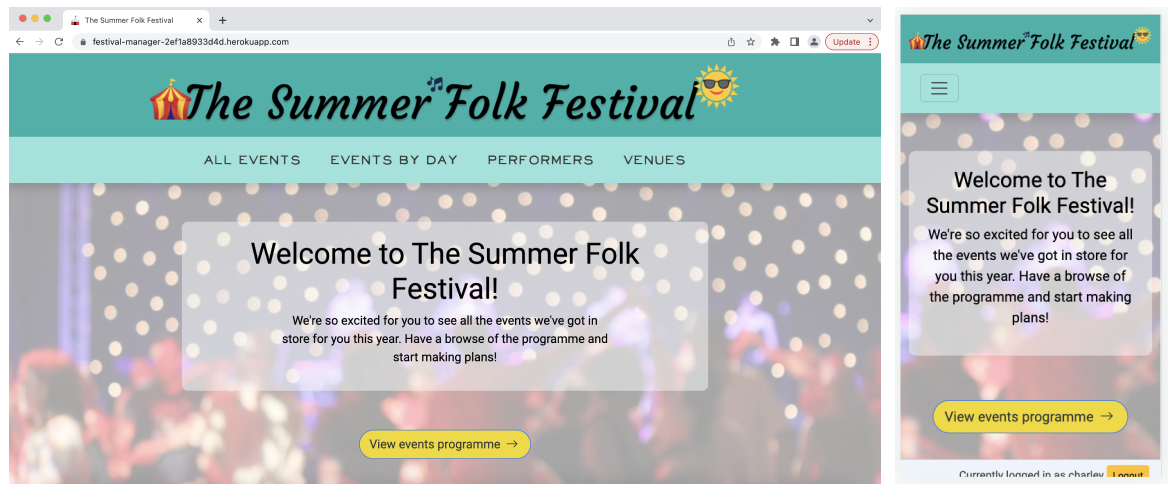 The Summer Folk Festival
festival-manager-2ef1a8933d4d.herokuapp.com
Update
The Summer Folk Festival
ALL EVENTS EVENTS BY DAY PERFORMERS VENUES
Welcome to The Summer Folk
Festival!
We're so excited for you to see all the events we've got in
store for you this year. Have a browse of the programme and
start making plans!
View events programme →
The Summer Folk Festival
Welcome to The
Summer Folk Festival!
We're so excited for you to see all
the events we've got in store for
you this year. Have a browse of
the programme and start making
plans!
View events programme →
Currently logged in as charley Logout